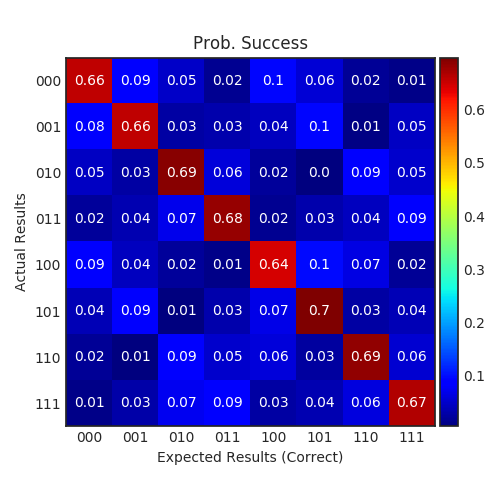 Prob. Success
000 0.66 0.09 0.05 0.02 0.1 0.06 0.02 0.01
001 0.08 0.66 0.03 0.03 0.04 0.1 0.01 0.05
010 0.05 0.03 0.69 0.06 0.02 0.0 0.09 0.05
011 0.02 0.04 0.07 0.68 0.02 0.03 0.04 0.09
100 0.09 0.04 0.02 0.01 0.64 0.1 0.07 0.02
101 0.04 0.09 0.01 0.03 0.07 0.7 0.03 0.04
110 0.02 0.01 0.09 0.05 0.06 0.03 0.69 0.06
111 0.01 0.03 0.07 0.09 0.03 0.04 0.06 0.67
000 001 010 011 100 101 110 111
Expected Results (Correct)
Actual Results
0.6
0.5
0.4
0.3
0.2
0.1